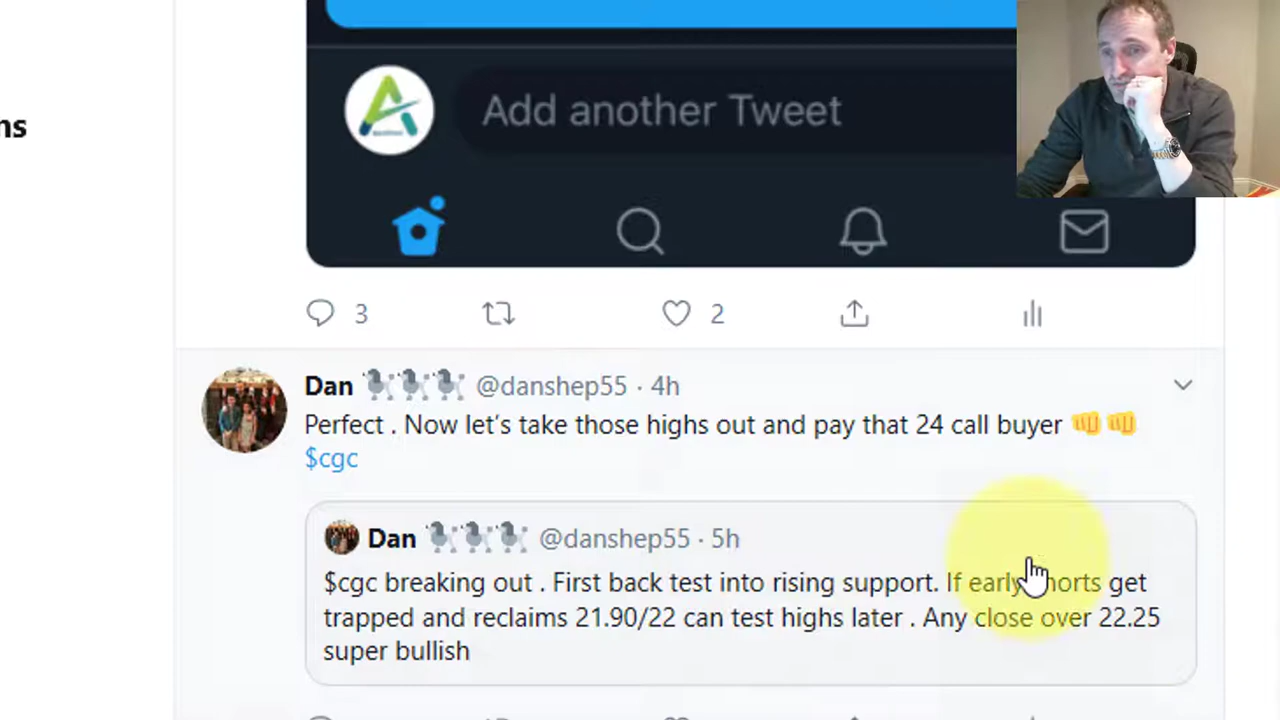 ns
Add another Tweet
3
2
Dan @danshep55 · 4h
Perfect . Now let's take those highs out and pay that 24 call buyer
$cgc
Dan @danshep55 · 5h
$cgc breaking out . First back test into rising support. If early shorts get
trapped and reclaims 21.90/22 can test highs later . Any close over 22.25
super bullish